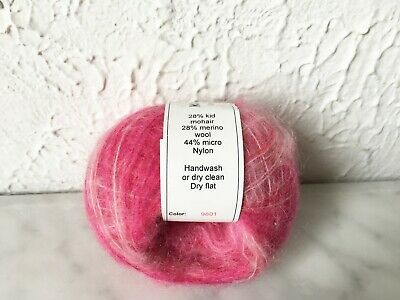 28% kid
mohair
28% merino
wool
44% micro
Nylon
Handwash
or dry clean
Dry flat
Color: 9601